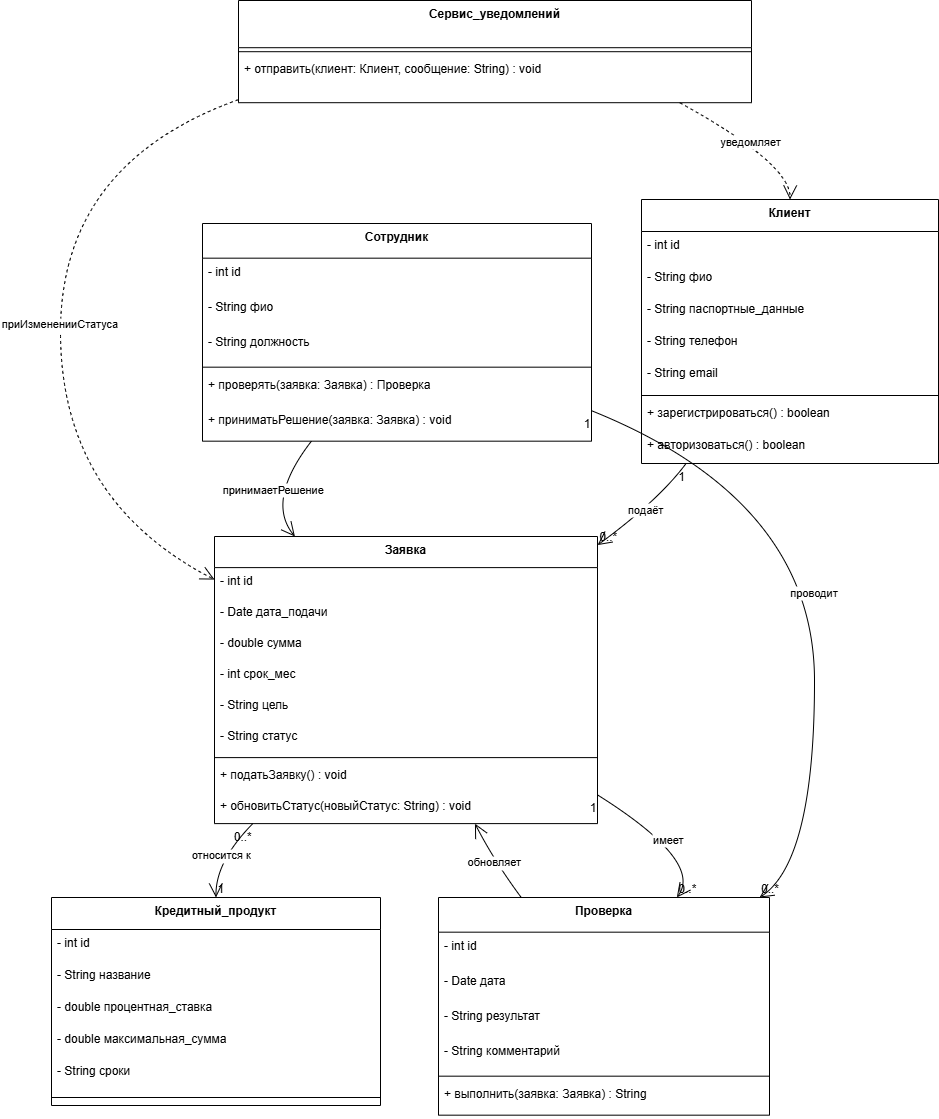 Сервис_уведомлений
+ отправить(клиент: Клиент, сообщение: String) : void
уведомляет
приИзмененииСтатуса
Сотрудник
- int id
- String фио
- String должность
+ проверять(заявка: Заявка) : Проверка
+ приниматьРешение(заявка: Заявка) : void
1
Клиент
- int id
- String фио
- String паспортные_данные
- String телефон
- String email
+ зарегистрироваться() : boolean
+ авторизоваться() : boolean
1
принимаетРешение
подаёт
0..*
проводит
Заявка
- int id
- Date дата_подачи
- double сумма
- int срок_мес
- String цель
- String статус
+ податьЗаявку() : void
+ обновитьСтатус(новыйСтатус: String) : void
1
0..*
относится к
1
обновляет
имеет
0..*
0..*
Кредитный_продукт
- int id
- String название
- double процентная_ставка
- double максимальная_сумма
- String сроки
Проверка
- int id
- Date дата
- String результат
- String комментарий
+ выполнить(заявка: Заявка) : String